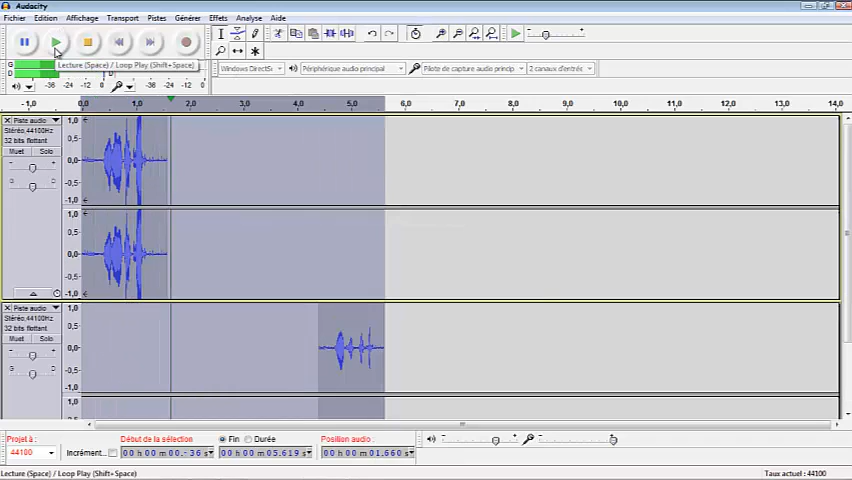 Audacity
Fichier Edition Affichage Transport Pistes Générer Effets Analyse Aide
G
D
Lecture (Space) / Loop Play (Shift+Space)
-36 -24 -12 0 -36 -24 -12 0
Windows DirectS Périphérique audio principal Pilote de capture audio princip 2 canaux d'entrée
-1,0 0,0 1,0 2,0 3,0 4,0 5,0 6,0 7,0 8,0 9,0 10,0 11,0 12,0 13,0 14,0
Piste audio 1,0
Stéréo,44100Hz
32 bits flottant 0,5
Muet Solo
- + 0,0
G D -0,5
-1,0
1,0
0,5
0,0
-0,5
-1,0
Piste audio 1,0
Stéréo,44100Hz
32 bits flottant 0,5
Muet Solo
- + 0,0
G D -0,5
-1,0
1,0
Projet à : Début de la sélection Fin Durée Position audio :
44100 Incrément. 00 h 00 m 05.619 s 00 h 00 m 01.660 s
Lecture (Space) / Loop Play (Shift+Space) Taux actuel : 44100